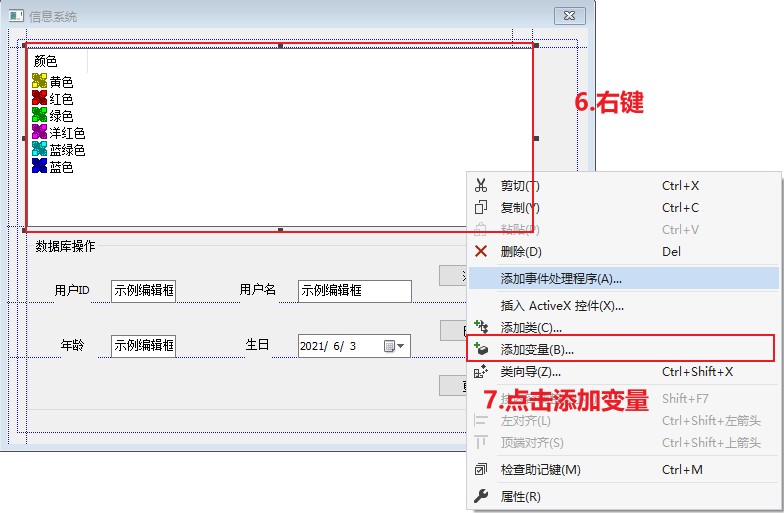 信息系统
颜色
黄色
红色
绿色
洋红色
蓝绿色
蓝色
6.右键
剪切(T) Ctrl+X
复制(Y) Ctrl+C
粘贴(P) Ctrl+V
删除(D) Del
添加事件处理程序(A)...
插入 ActiveX 控件(X)...
添加类(C)...
添加变量(B)...
类向导(Z)... Ctrl+Shift+X
Shift+F7
7.点击添加变量
左对齐(L) Ctrl+Shift+左箭头
顶端对齐(S) Ctrl+Shift+上箭头
检查助记键(M) Ctrl+M
属性(R)
数据库操作
用户ID 示例编辑框 用户名 示例编辑框
年龄 示例编辑框 生日 2021/ 6/ 3